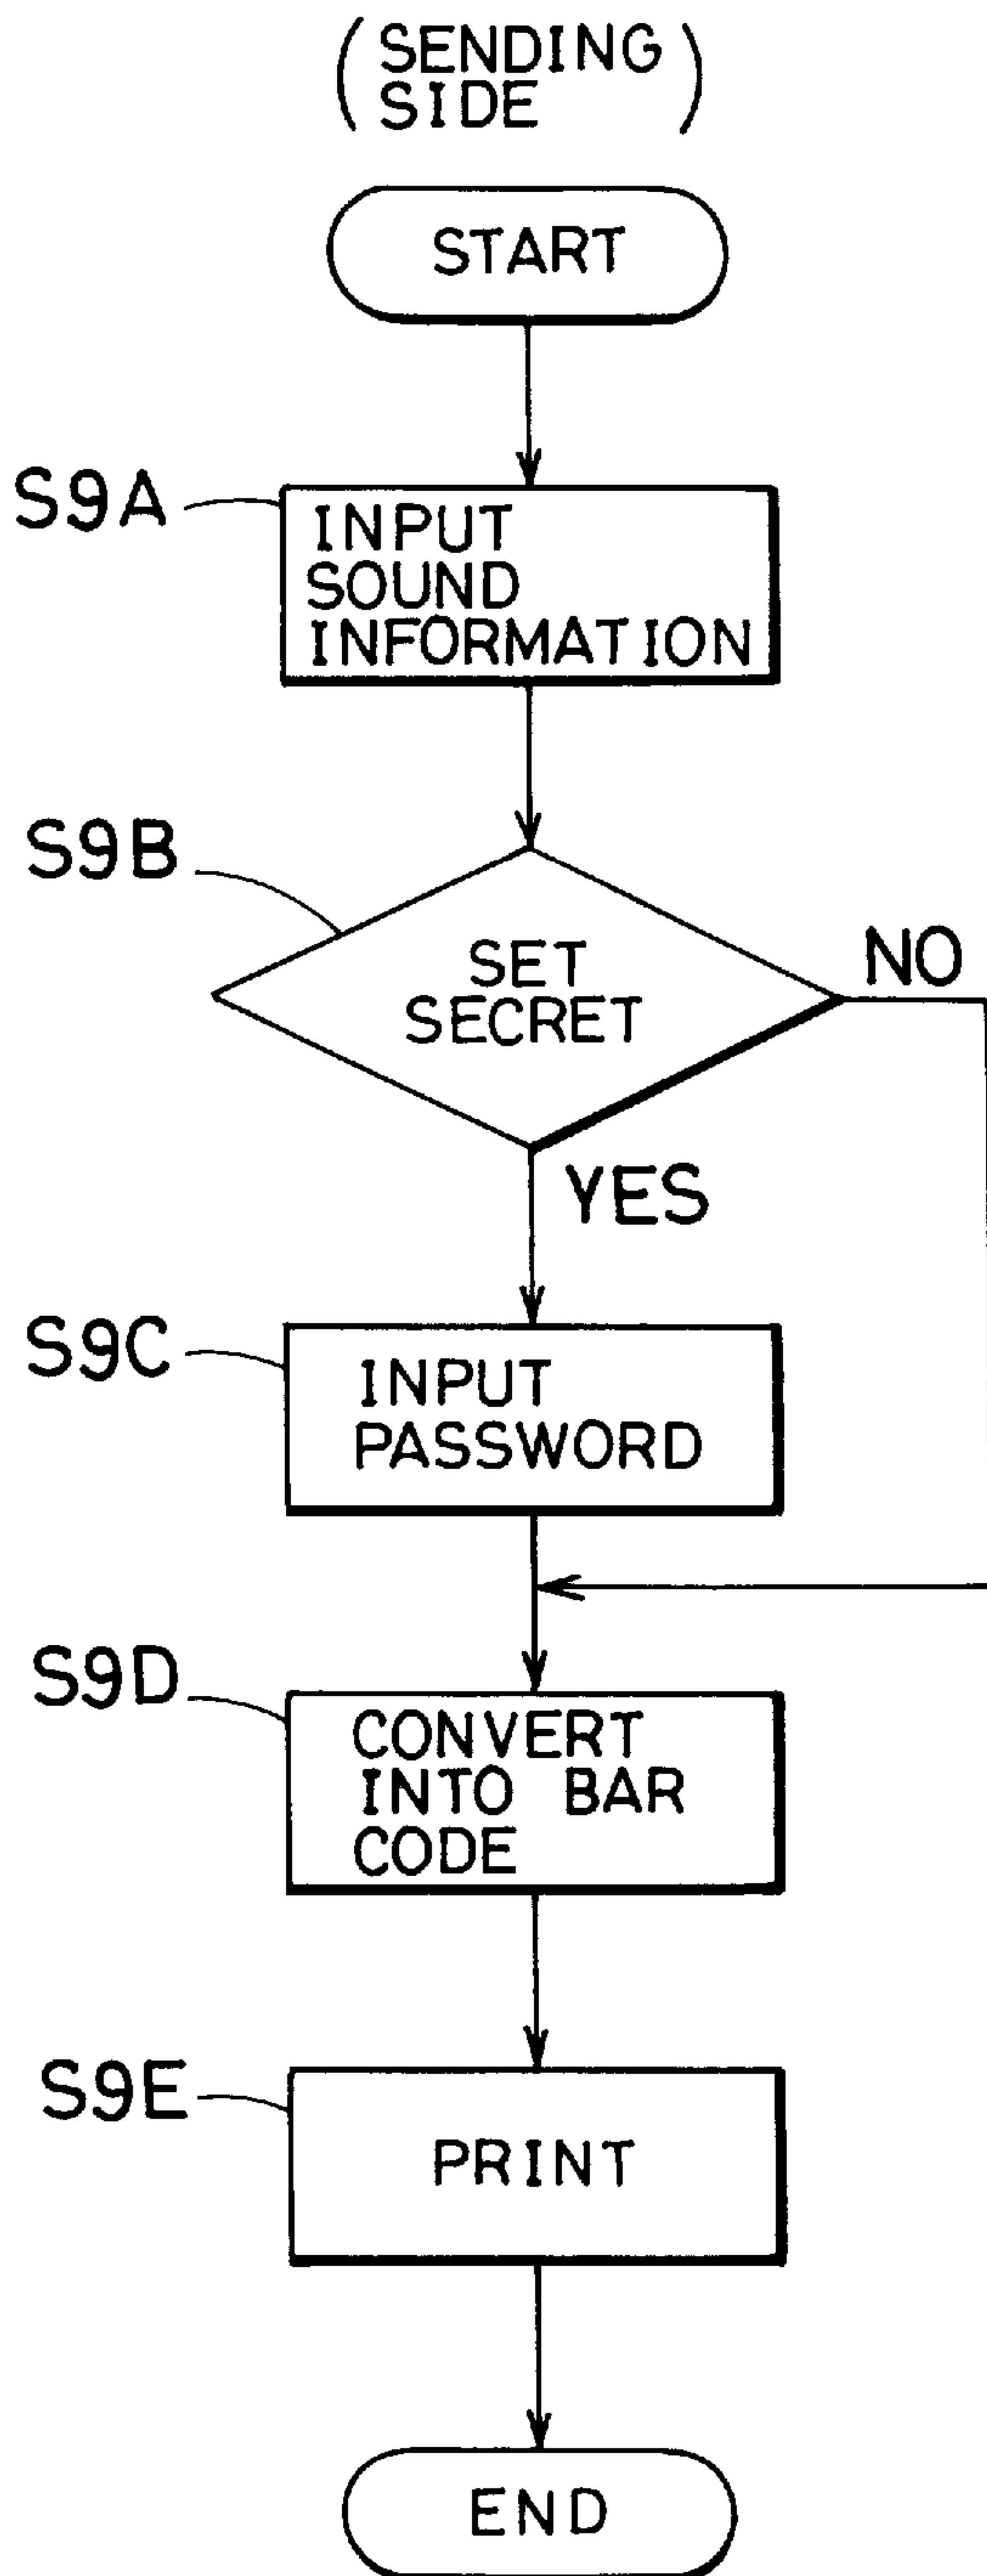 (SENDING
SIDE)
START
S9A
INPUT
SOUND
INFORMATION
S9B
SET
SECRET
NO
YES
S9C
INPUT
PASSWORD
S9D
CONVERT
INTO BAR
CODE
S9E
PRINT
END